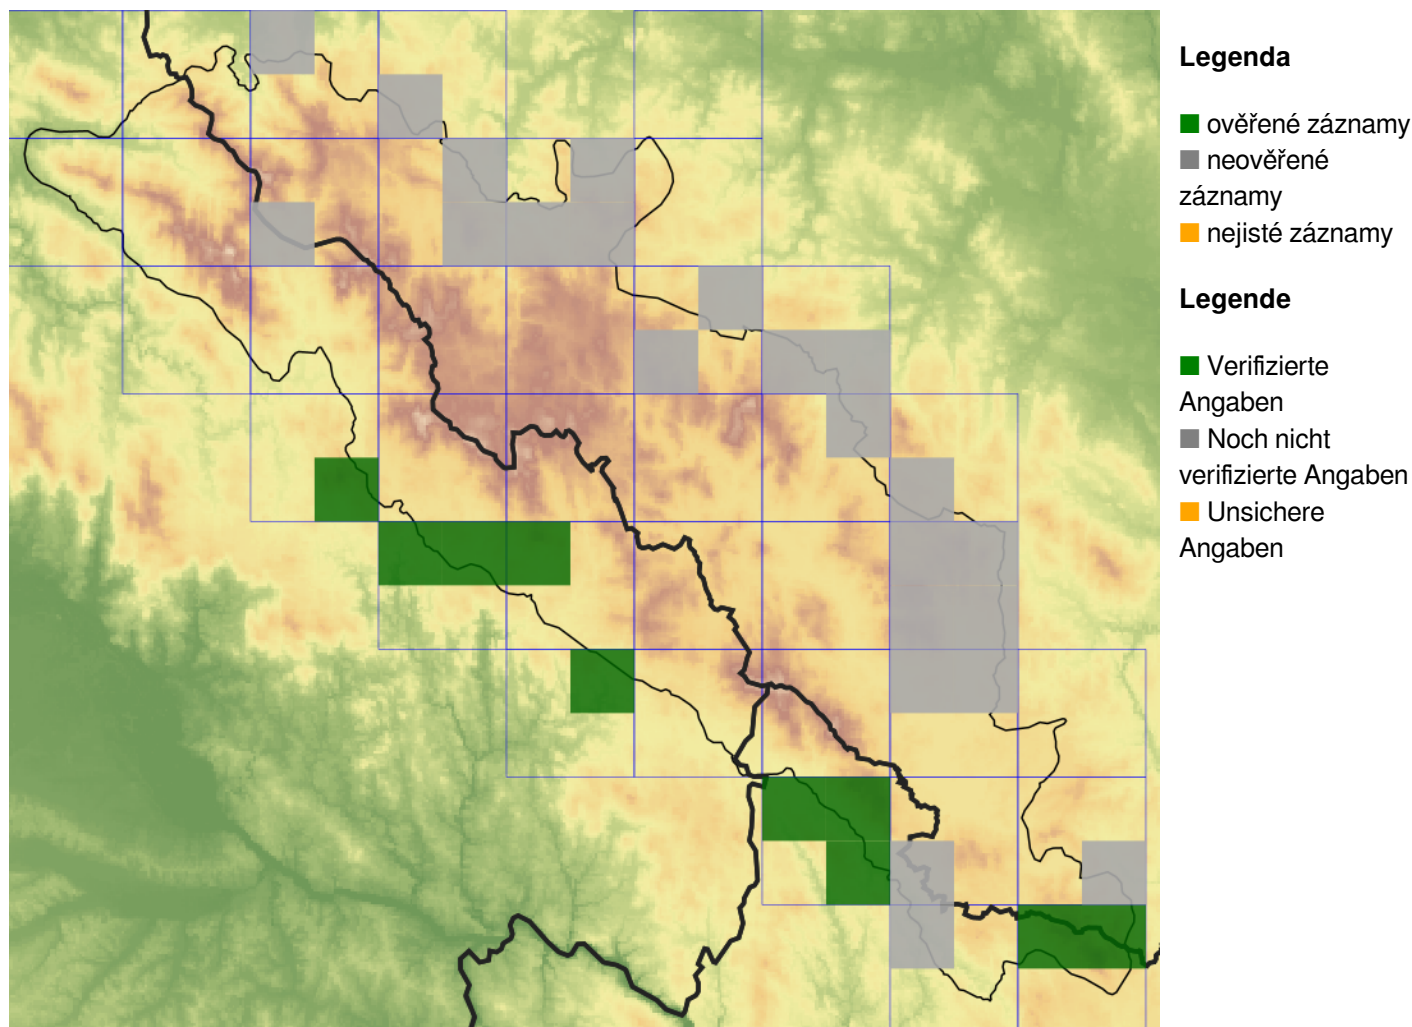 Legenda
ověřené záznamy
neověřené
záznamy
nejisté záznamy
Legende
Verifizierte
Angaben
Noch nicht
verifizierte Angaben
Unsichere
Angaben